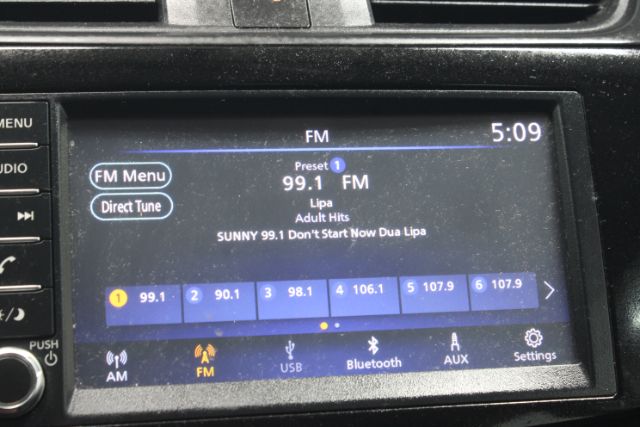 MENU
AUDIO
PUSH
FM
5:09
FM Menu
Direct Tune
Preset 1
99.1 FM
Lipa
Adult Hits
SUNNY 99.1 Don't Start Now Dua Lipa
1 99.1 2 90.1 3 98.1 4 106.1 5 107.9 6 107.9
AM FM USB Bluetooth AUX Settings